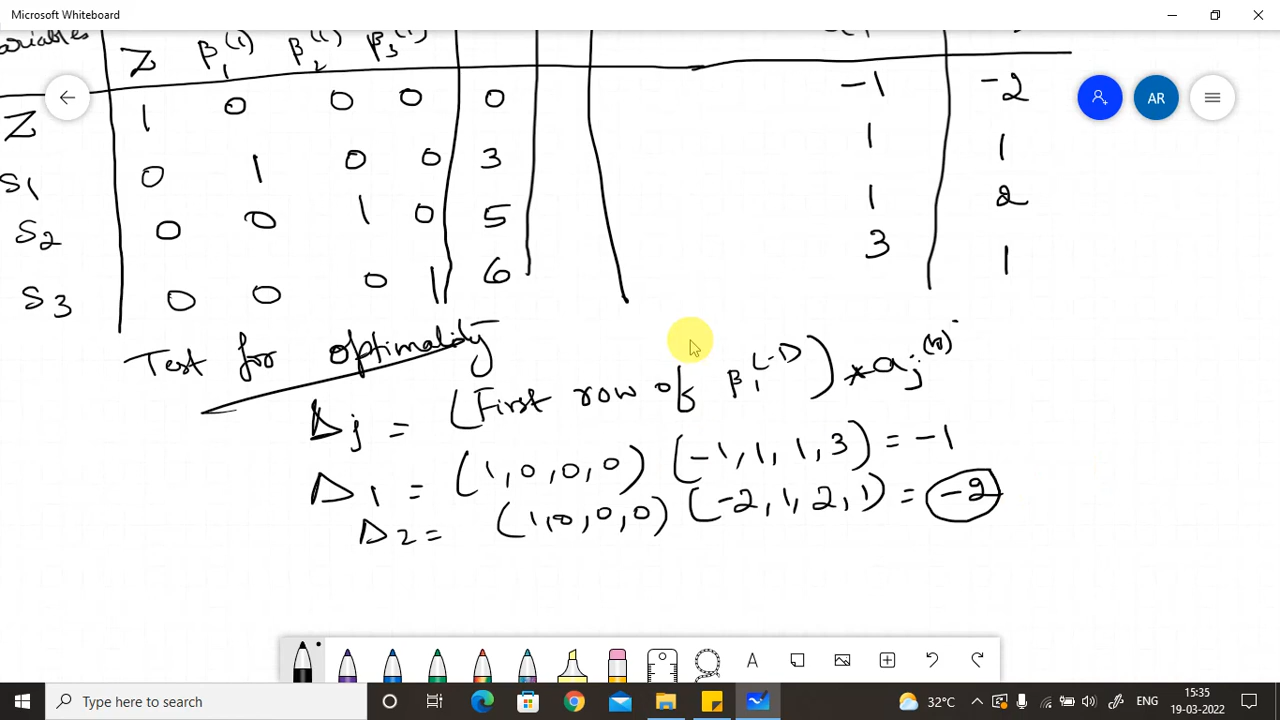 Microsoft Whiteboard
ariables
Z β1(1) β2(1) β3(1)
-1 -2
Z 1 0 0 0 0
AR
S1 0 1 0 0 3 1 1
S2 0 0 1 0 5 1 2
S3 0 0 0 1 6 3 1
Test for optimality
Δj = (First row of β1(-1)) * aj(1)
Δ1 = (1,0,0,0) (-1,1,1,3) = -1
Δ2 = (1,0,0,0) (-2,1,2,1) = -2
A
Type here to search
32°C
ENG
15:35
19-03-2022